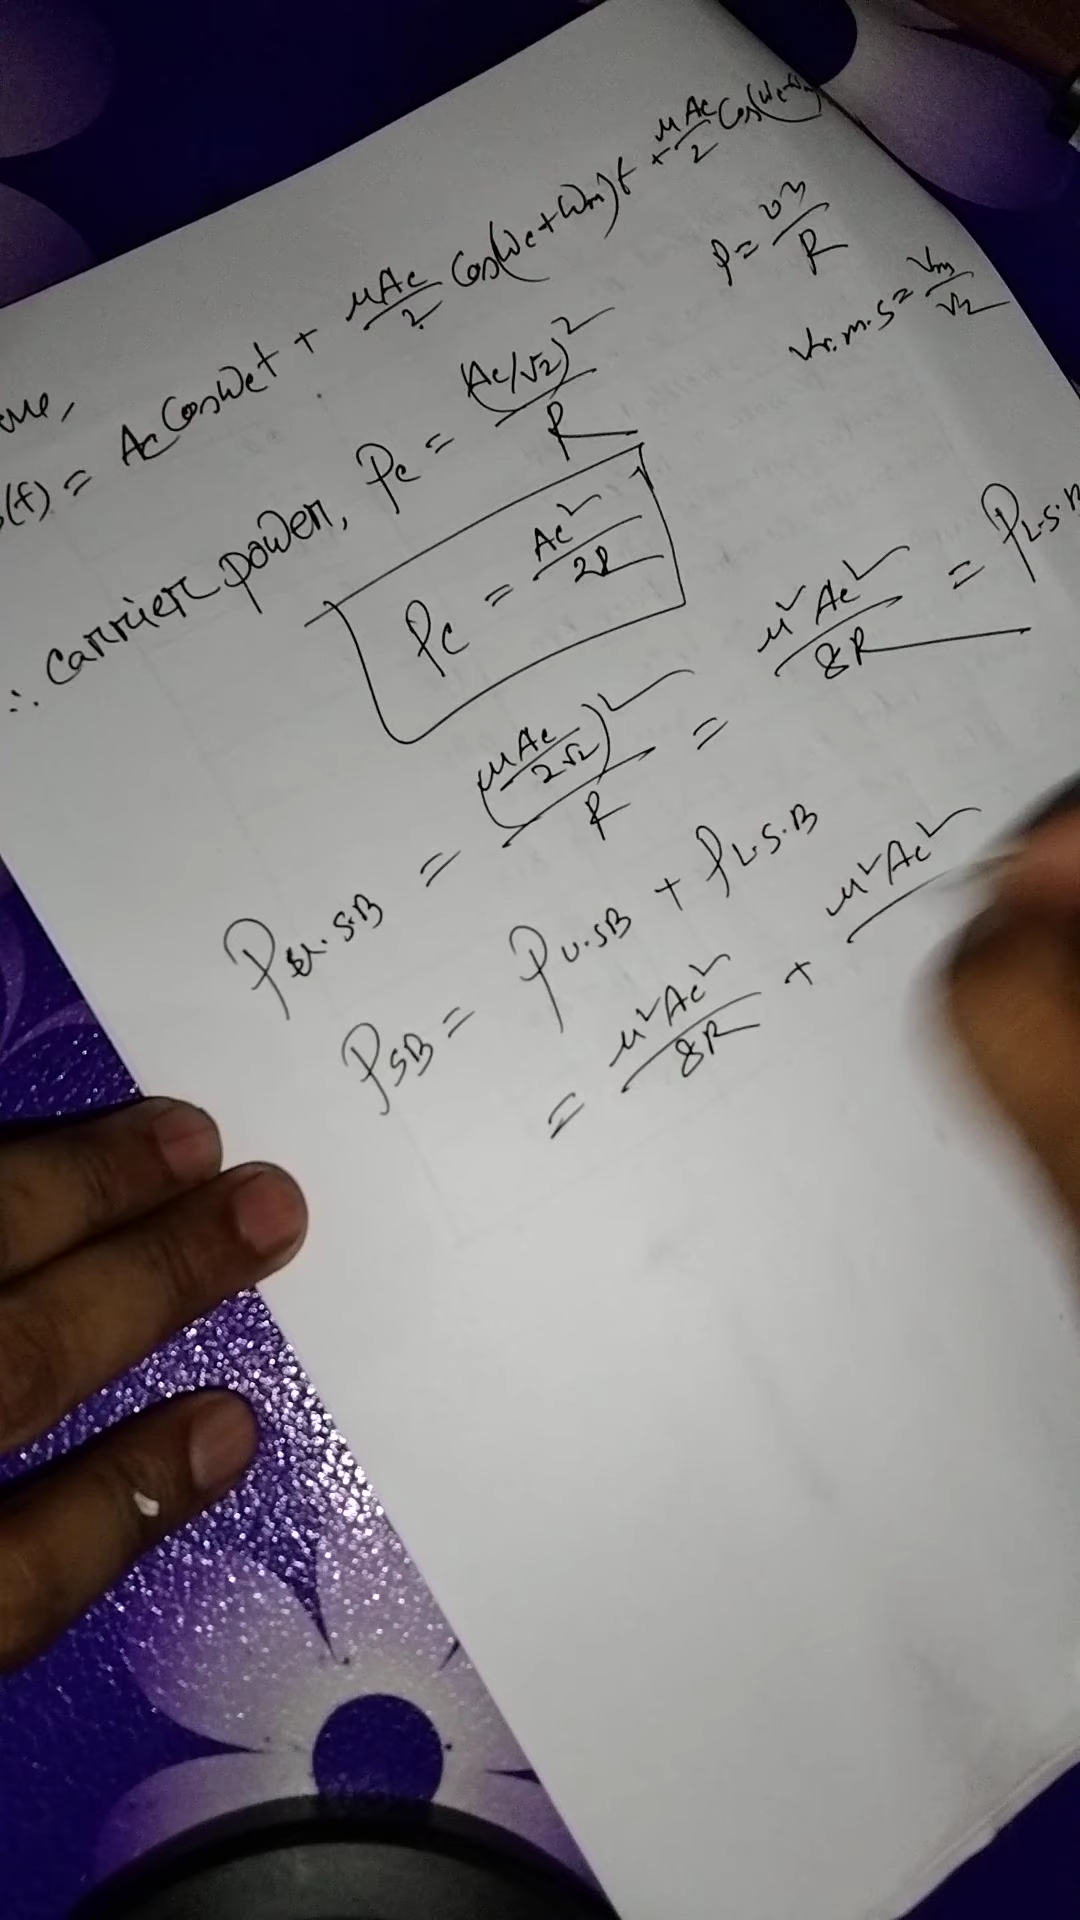 s(t) = Ac Cosωct + μAc/2 Cos(ωc+ωm)t + μAc/2 Cos(ωc-ωm)
P = v²/R
Vr.m.s = Vm/√2
∴ Carrier power, Pc = (Ac/√2)²/R
Pc = Ac²/2R
Pu.S.B = (μAc/2√2)²/R = μ²Ac²/8R = PL.S.B
PSB = PU.SB + PL.S.B
= μ²Ac²/8R + μ²Ac²